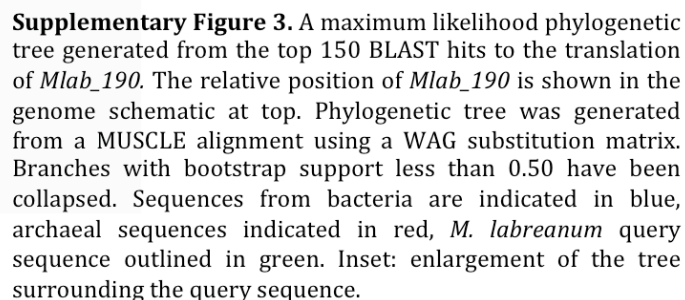 Supplementary Figure 3. A maximum likelihood phylogenetic
tree generated from the top 150 BLAST hits to the translation
of Mlab_190. The relative position of Mlab_190 is shown in the
genome schematic at top. Phylogenetic tree was generated
from a MUSCLE alignment using a WAG substitution matrix.
Branches with bootstrap support less than 0.50 have been
collapsed. Sequences from bacteria are indicated in blue,
archaeal sequences indicated in red, M. labreanum query
sequence outlined in green. Inset: enlargement of the tree
surrounding the query sequence.